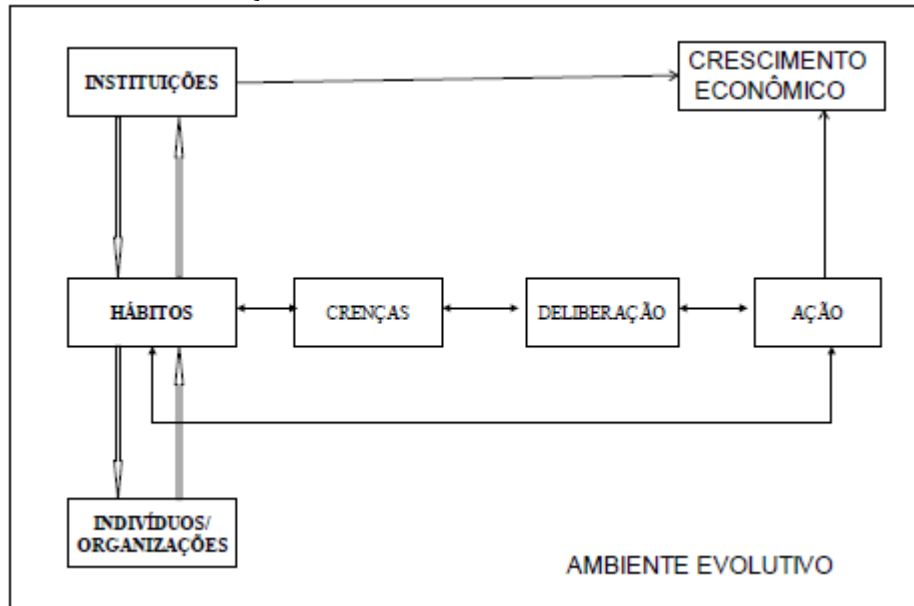 INSTITUIÇÕES
CRESCIMENTO
ECONÔMICO
HÁBITOS
CRENÇAS
DELIBERAÇÃO
AÇÃO
INDIVÍDUOS/
ORGANIZAÇÕES
AMBIENTE EVOLUTIVO